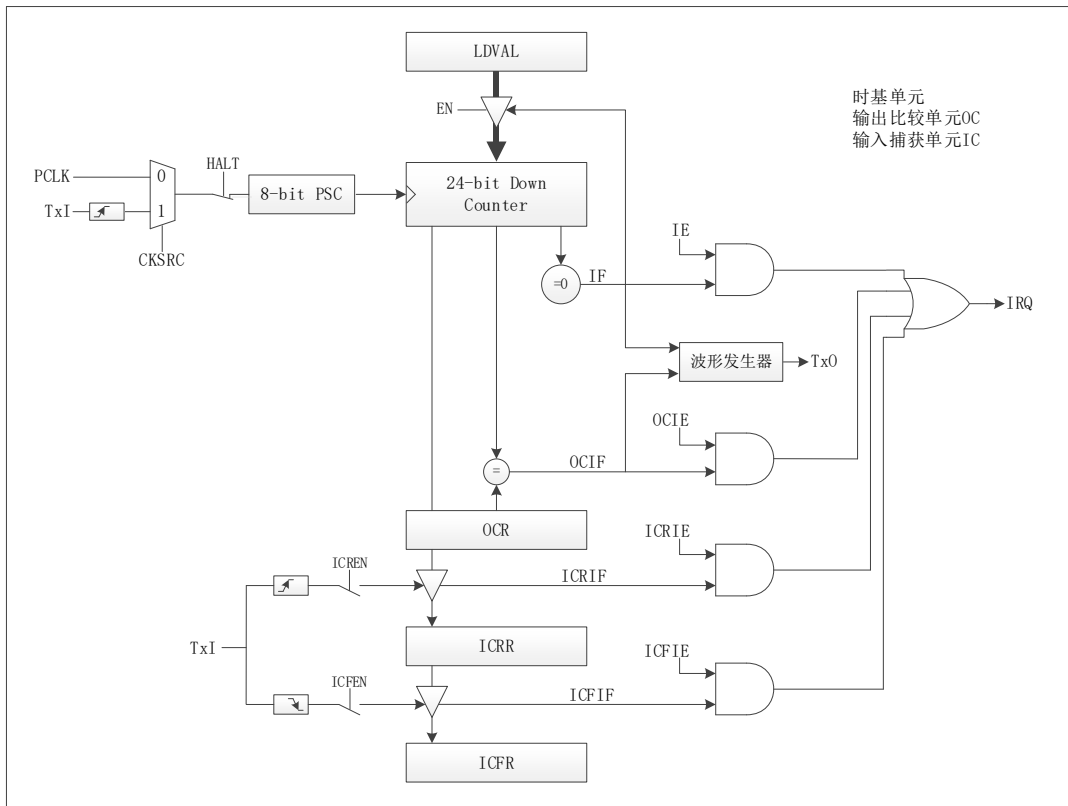 LDVAL
时基单元
输出比较单元OC
输入捕获单元IC
EN
HALT
PCLK
0
8-bit PSC
24-bit Down
Counter
TxI
1
CKSRC
IE
=0
IF
IRQ
波形发生器
TxO
OCIE
=
OCIF
OCR
ICREN
ICRIE
ICRIF
TxI
ICRR
ICFEN
ICFIE
ICFIF
ICFR